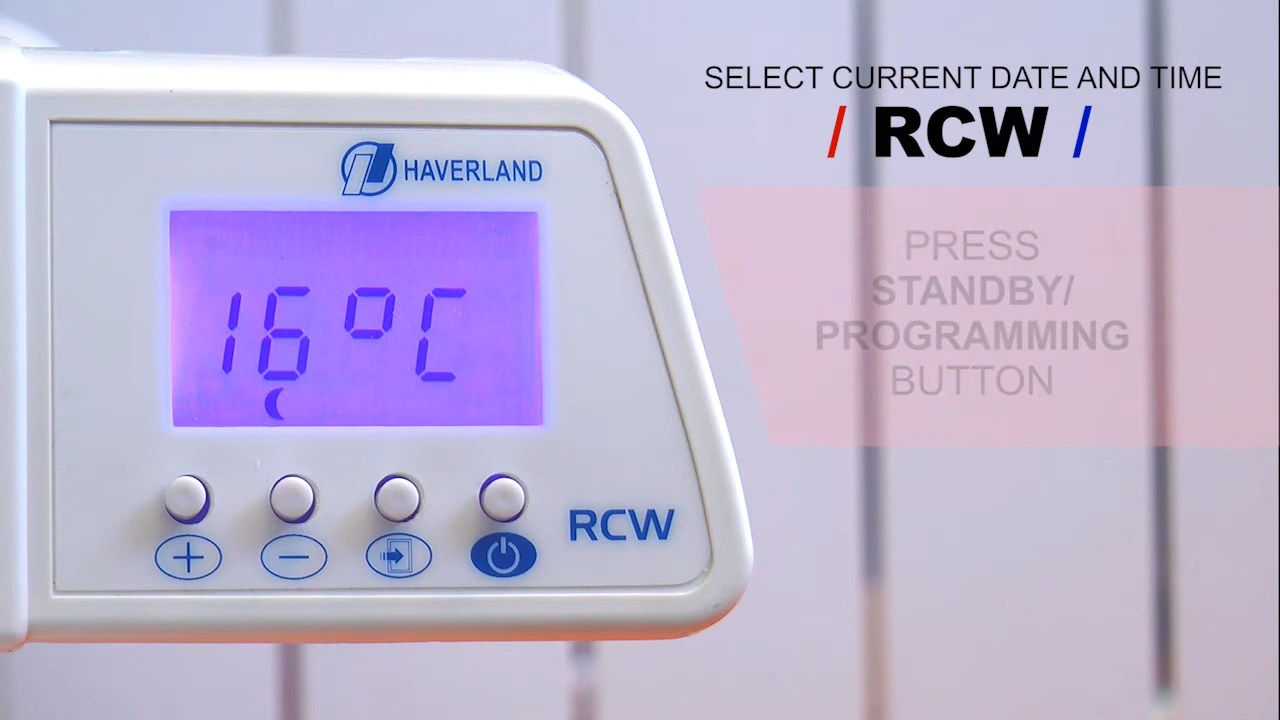 SELECT CURRENT DATE AND TIME
/ RCW /
PRESS
STANDBY/
PROGRAMMING
BUTTON
HAVERLAND
16°C
RCW